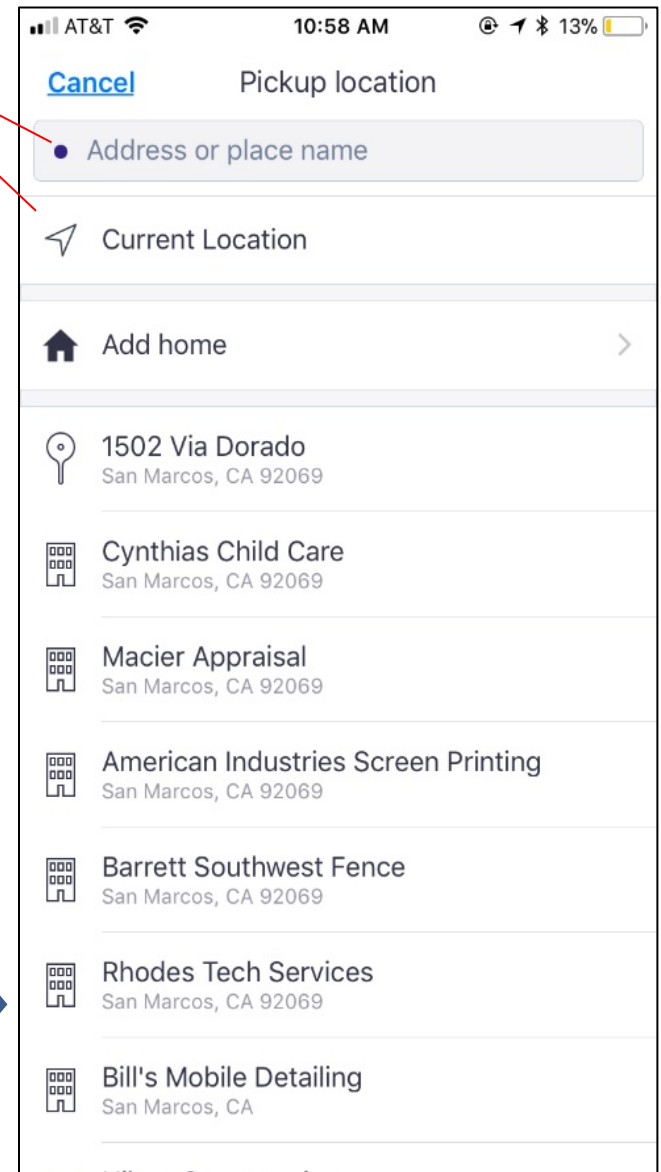 AT&T 10:58 AM 13%
Cancel Pickup location
Address or place name
Current Location
Add home
1502 Via Dorado
San Marcos, CA 92069
Cynthias Child Care
San Marcos, CA 92069
Macier Appraisal
San Marcos, CA 92069
American Industries Screen Printing
San Marcos, CA 92069
Barrett Southwest Fence
San Marcos, CA 92069
Rhodes Tech Services
San Marcos, CA 92069
Bill's Mobile Detailing
San Marcos, CA